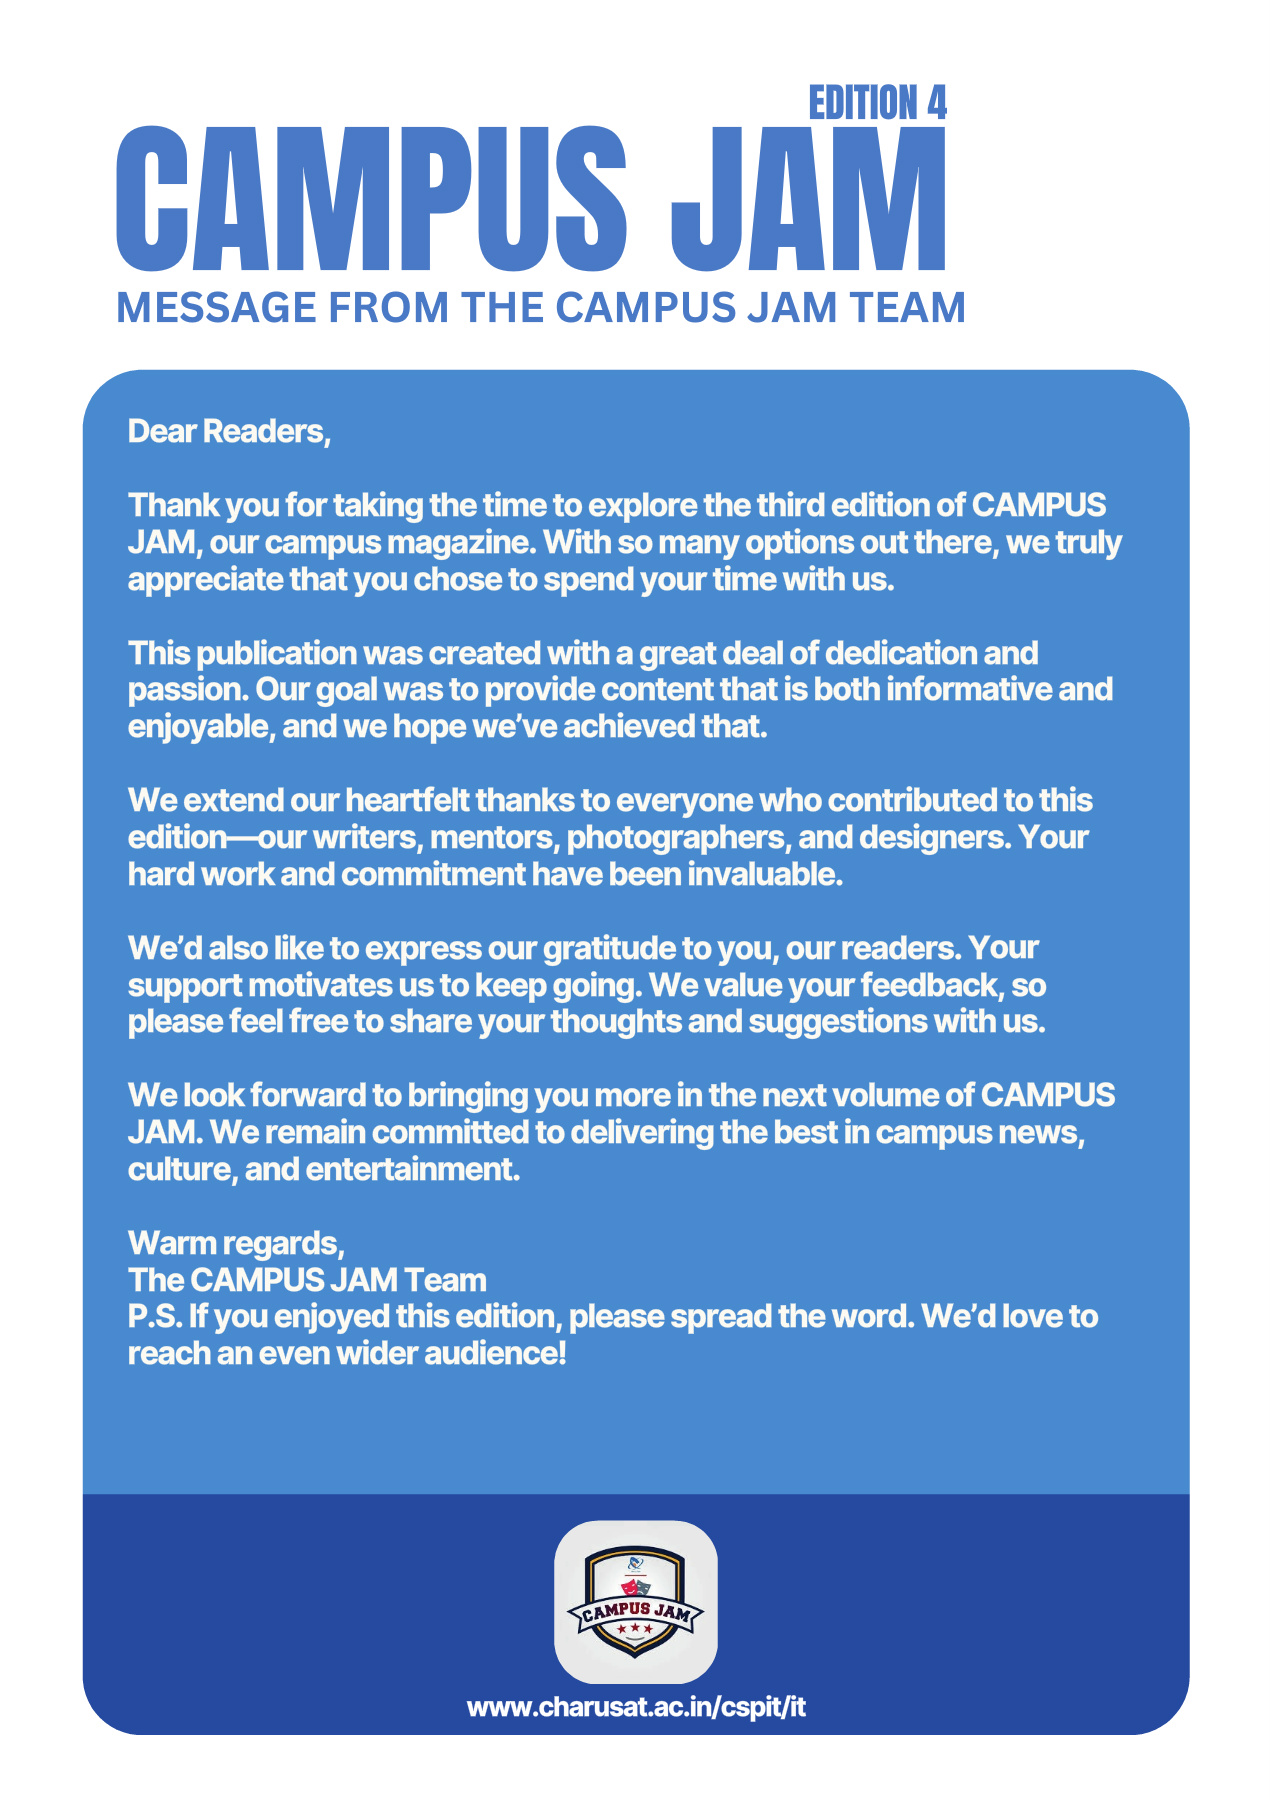 EDITION 4
CAMPUS JAM
MESSAGE FROM THE CAMPUS JAM TEAM
Dear Readers,
Thank you for taking the time to explore the third edition of CAMPUS
JAM, our campus magazine. With so many options out there, we truly
appreciate that you chose to spend your time with us.
This publication was created with a great deal of dedication and
passion. Our goal was to provide content that is both informative and
enjoyable, and we hope we’ve achieved that.
We extend our heartfelt thanks to everyone who contributed to this
edition—our writers, mentors, photographers, and designers. Your
hard work and commitment have been invaluable.
We’d also like to express our gratitude to you, our readers. Your
support motivates us to keep going. We value your feedback, so
please feel free to share your thoughts and suggestions with us.
We look forward to bringing you more in the next volume of CAMPUS
JAM. We remain committed to delivering the best in campus news,
culture, and entertainment.
Warm regards,
The CAMPUS JAM Team
P.S. If you enjoyed this edition, please spread the word. We’d love to
reach an even wider audience!
CAMPUS JAM
www.charusat.ac.in/cspit/it